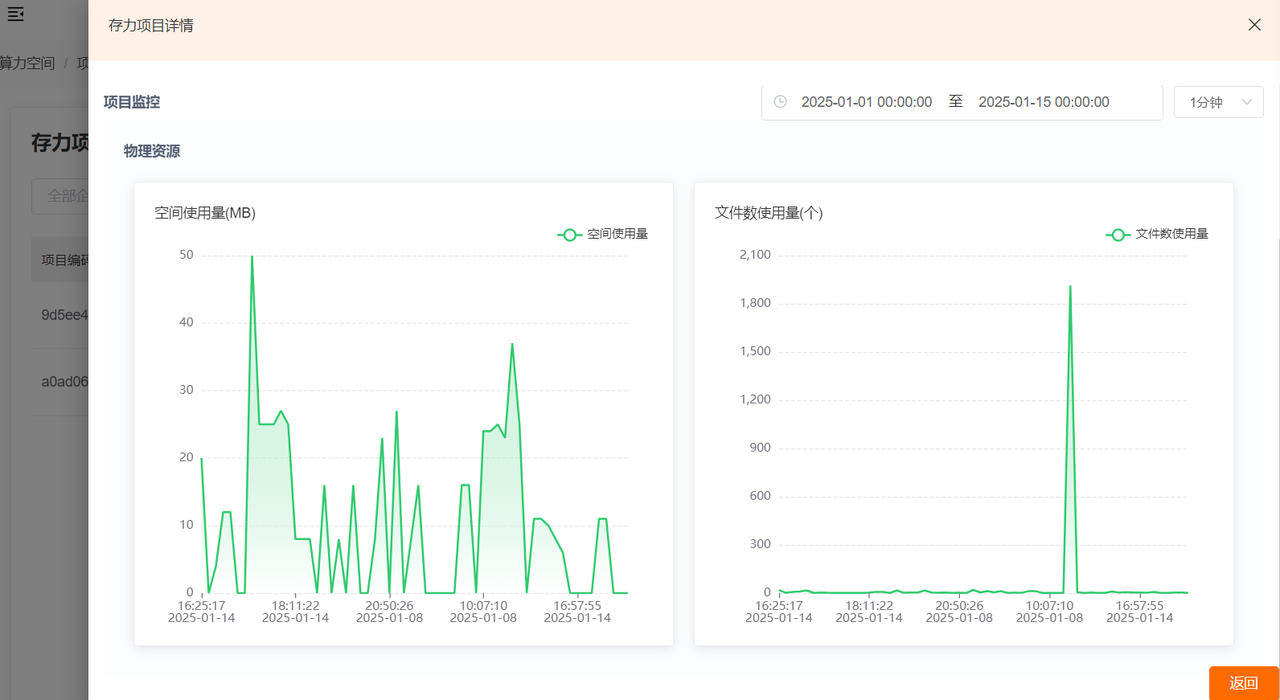 存力项目详情
算力空间 / 项
项目监控
2025-01-01 00:00:00 至 2025-01-15 00:00:00
1分钟
存力项
物理资源
全部企
项目编码
9d5ee4
a0ad06
空间使用量(MB)
空间使用量
50
40
30
20
10
0
16:25:17 18:11:22 20:50:26 10:07:10 16:57:55
2025-01-14 2025-01-14 2025-01-08 2025-01-08 2025-01-14
文件数使用量(个)
文件数使用量
2,100
1,800
1,500
1,200
900
600
300
0
16:25:17 18:11:22 20:50:26 10:07:10 16:57:55
2025-01-14 2025-01-14 2025-01-08 2025-01-08 2025-01-14
返回